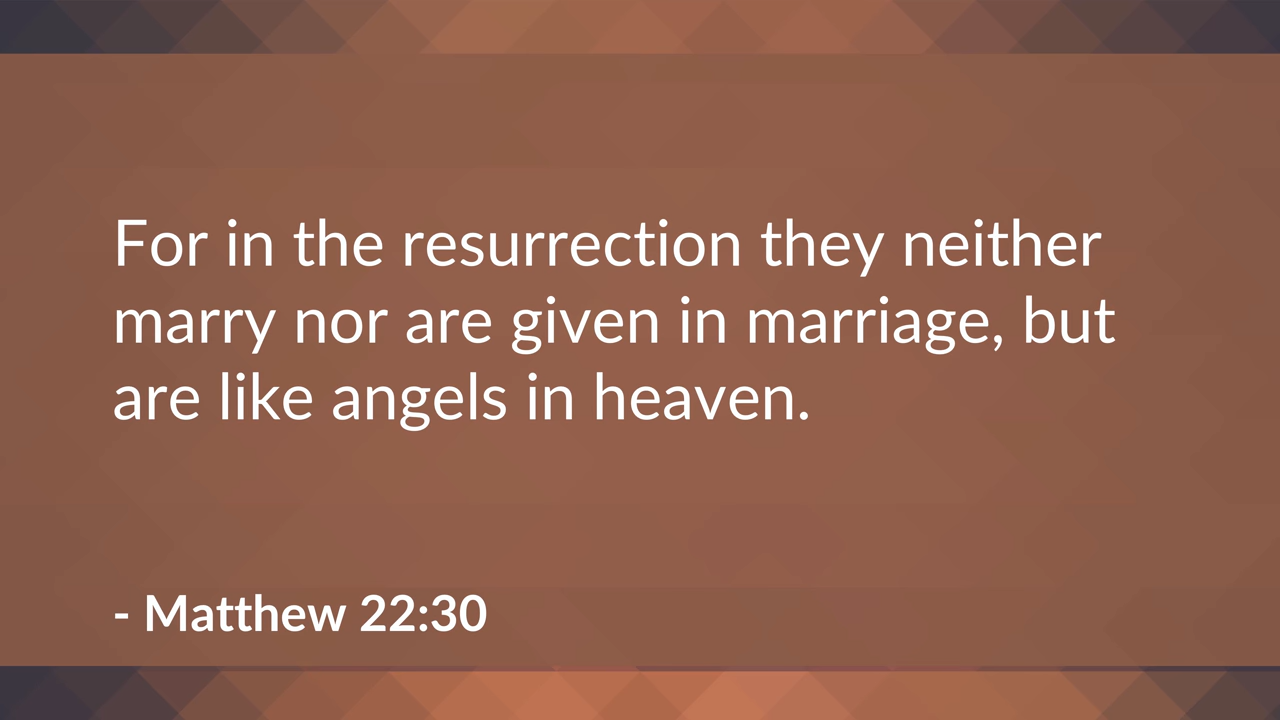 For in the resurrection they neither
marry nor are given in marriage, but
are like angels in heaven.
- Matthew 22:30